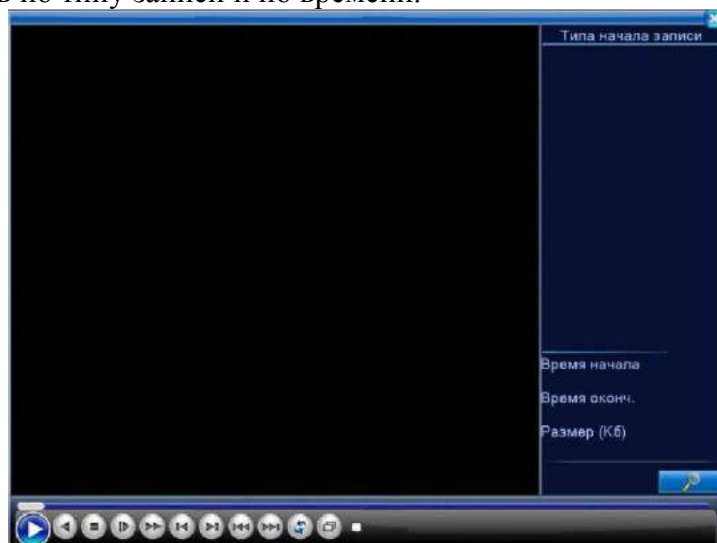 по типу записи и по времени.
Типа начала записи
Время начала
Время оконч.
Размер (Кб)